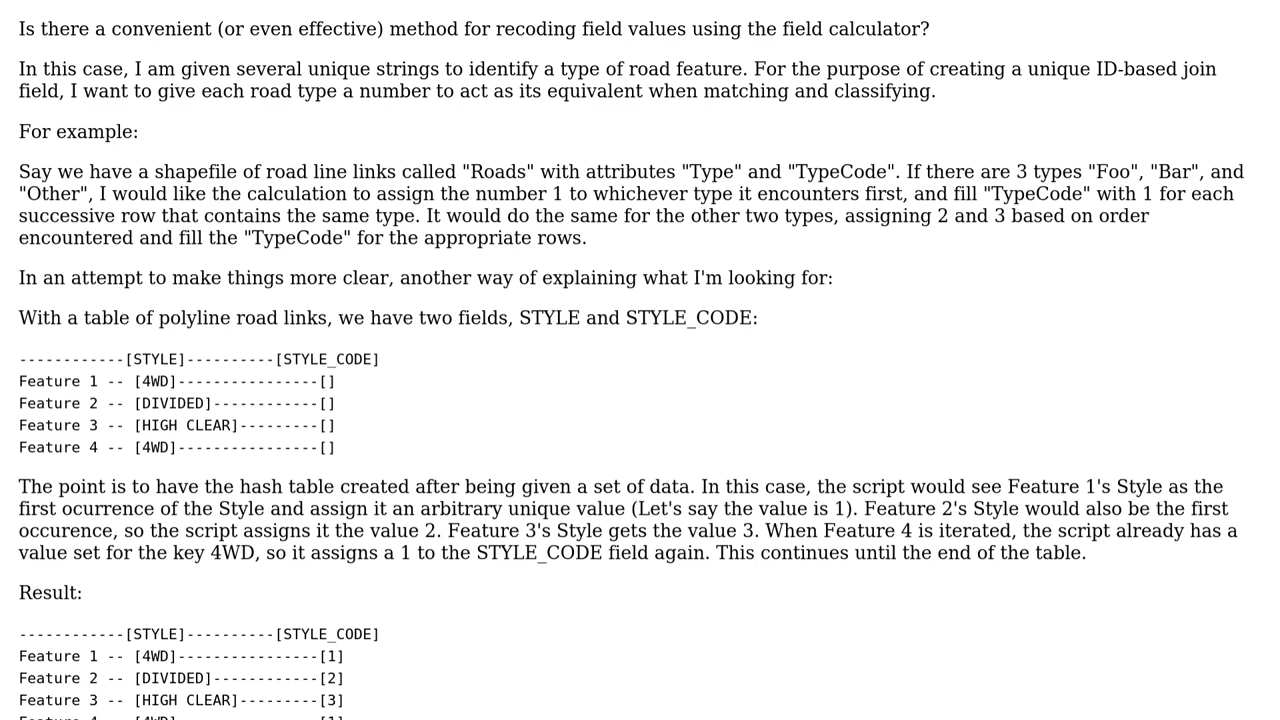 Is there a convenient (or even effective) method for recoding field values using the field calculator?
In this case, I am given several unique strings to identify a type of road feature. For the purpose of creating a unique ID-based join
field, I want to give each road type a number to act as its equivalent when matching and classifying.
For example:
Say we have a shapefile of road line links called "Roads" with attributes "Type" and "TypeCode". If there are 3 types "Foo", "Bar", and
"Other", I would like the calculation to assign the number 1 to whichever type it encounters first, and fill "TypeCode" with 1 for each
successive row that contains the same type. It would do the same for the other two types, assigning 2 and 3 based on order
encountered and fill the "TypeCode" for the appropriate rows.
In an attempt to make things more clear, another way of explaining what I'm looking for:
With a table of polyline road links, we have two fields, STYLE and STYLE_CODE:
------------[STYLE]----------[STYLE_CODE]
Feature 1 -- [4WD]----------------[]
Feature 2 -- [DIVIDED]------------[]
Feature 3 -- [HIGH CLEAR]---------[]
Feature 4 -- [4WD]----------------[]
The point is to have the hash table created after being given a set of data. In this case, the script would see Feature 1's Style as the
first ocurrence of the Style and assign it an arbitrary unique value (Let's say the value is 1). Feature 2's Style would also be the first
occurence, so the script assigns it the value 2. Feature 3's Style gets the value 3. When Feature 4 is iterated, the script already has a
value set for the key 4WD, so it assigns a 1 to the STYLE_CODE field again. This continues until the end of the table.
Result:
------------[STYLE]----------[STYLE_CODE]
Feature 1 -- [4WD]----------------[1]
Feature 2 -- [DIVIDED]------------[2]
Feature 3 -- [HIGH CLEAR]---------[3]
Feature 4 -- [4WD]----------------[1]